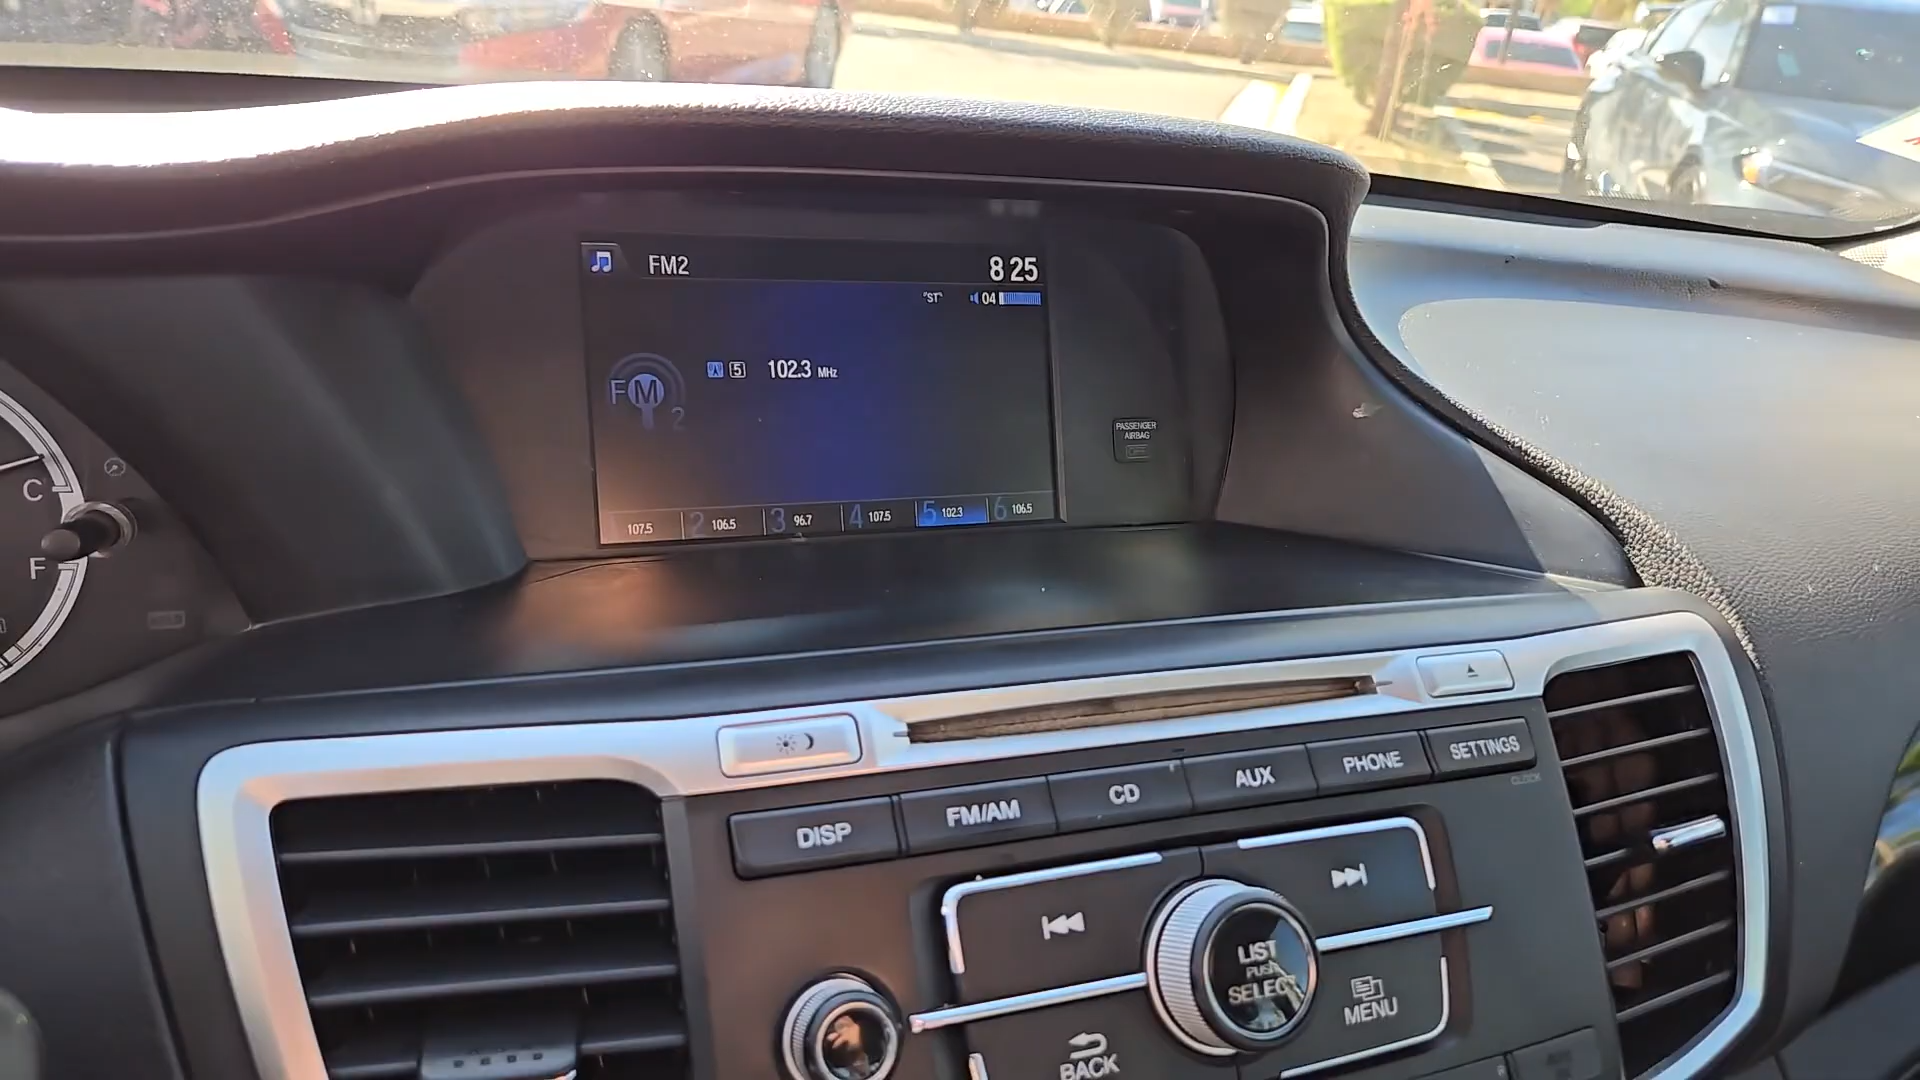 FM2
8 25
"ST"
04
FM2
5 102.3 MHz
107.5 2 106.5 3 96.7 4 107.5 5 102.3 6 106.5
PASSENGER
AIRBAG
C
F
DISP FM/AM CD AUX PHONE SETTINGS
CLOCK
LIST
PUSH
SELECT
MENU
BACK